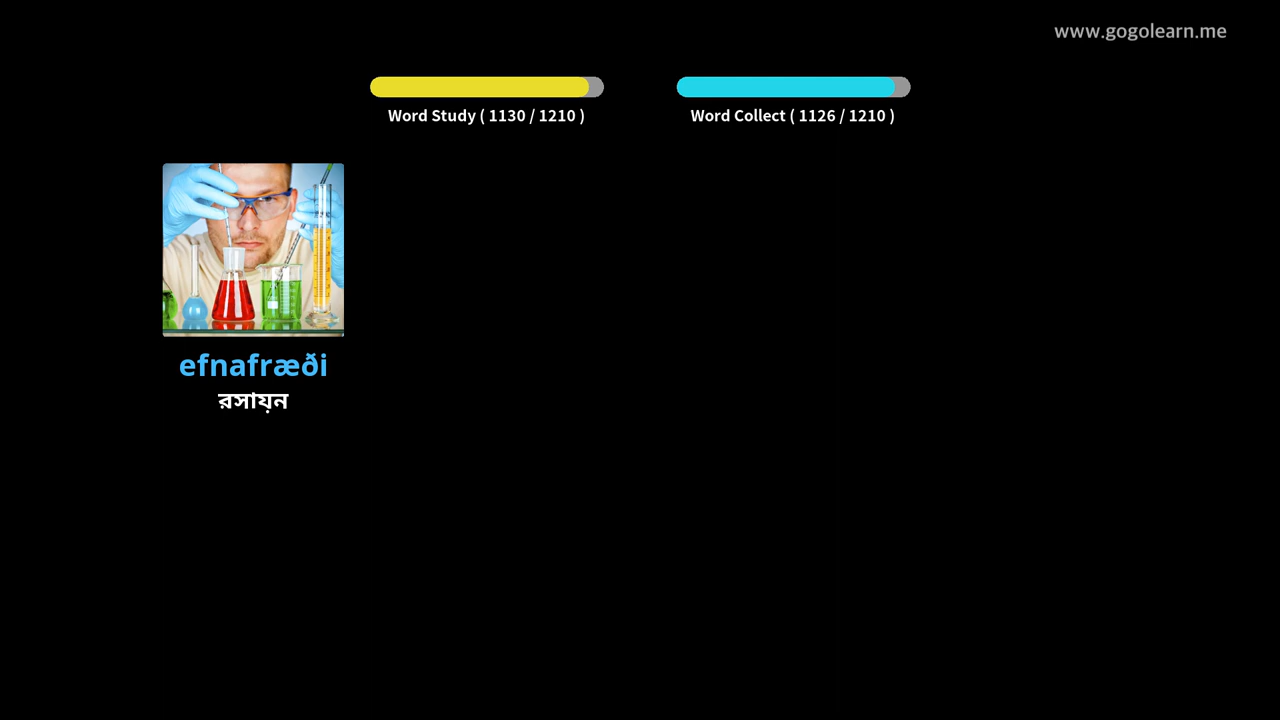 www.gogolearn.me
Word Study ( 1130 / 1210 )
Word Collect ( 1126 / 1210 )
efnafræði
রসায়ন